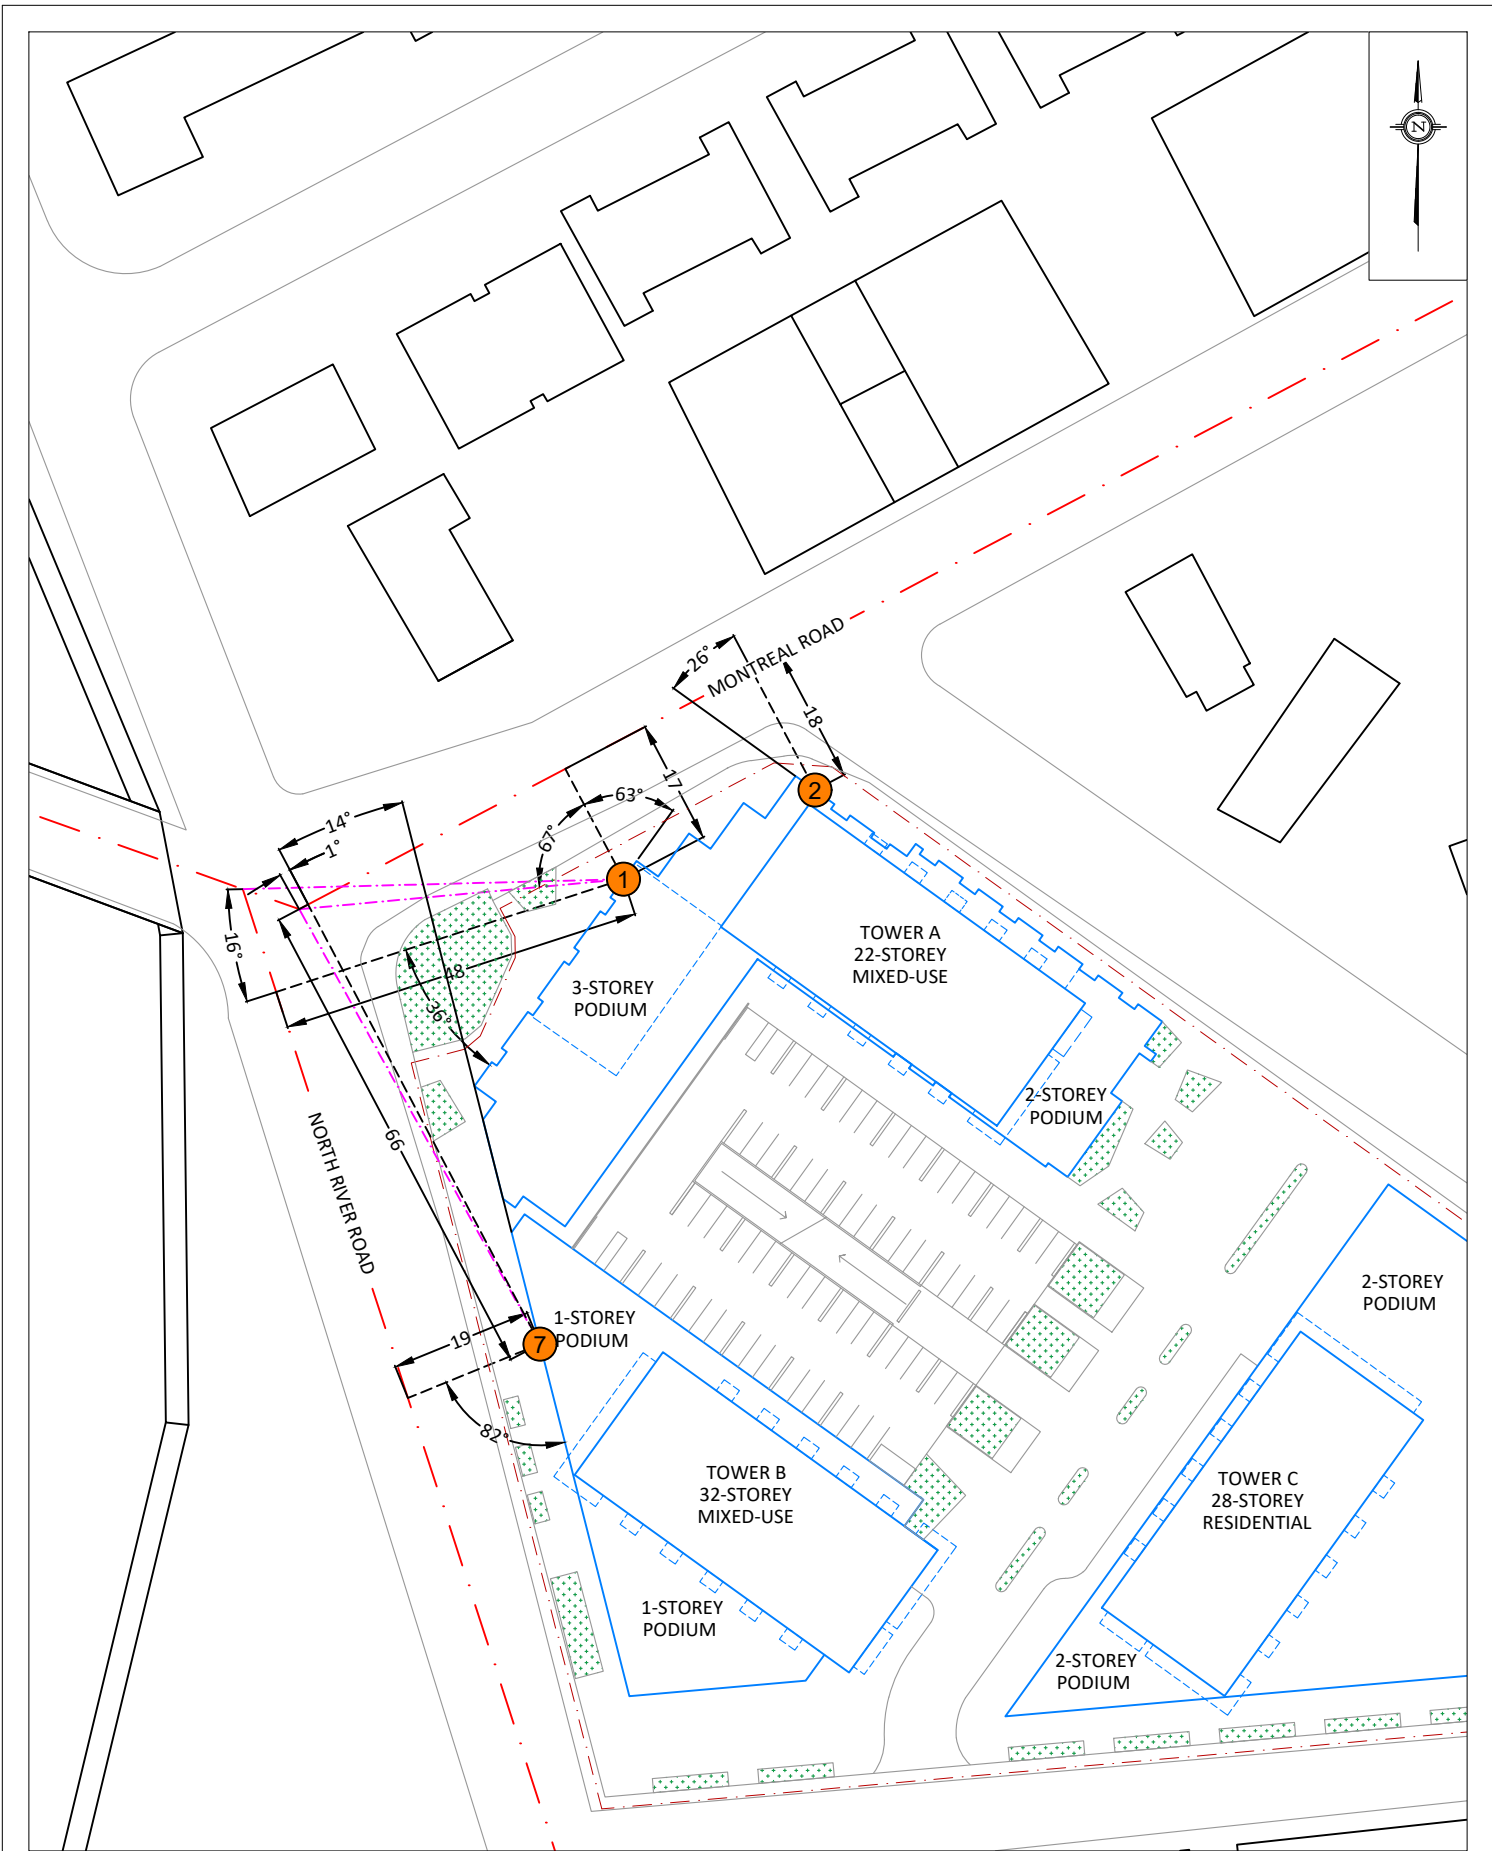 N
26°
MONTREAL ROAD
18
17
2
63°
67°
14°
1°
1
16°
48
36°
3-STOREY
PODIUM
TOWER A
22-STOREY
MIXED-USE
2-STOREY
PODIUM
66
NORTH RIVER ROAD
2-STOREY
PODIUM
19
7
1-STOREY
PODIUM
82°
TOWER B
32-STOREY
MIXED-USE
TOWER C
28-STOREY
RESIDENTIAL
1-STOREY
PODIUM
2-STOREY
PODIUM